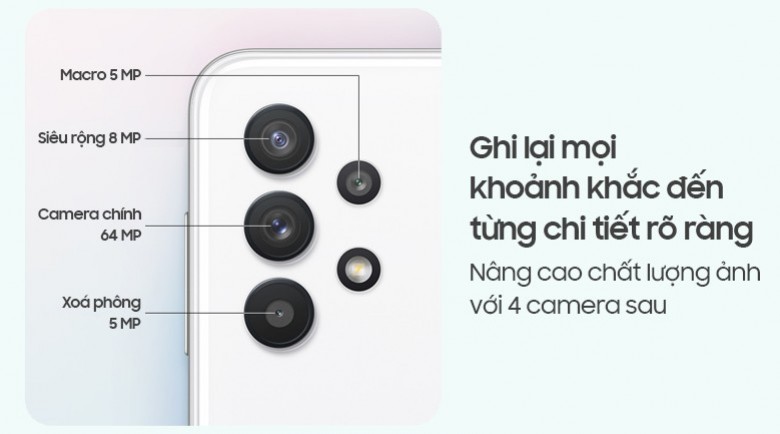 Macro 5 MP
Siêu rộng 8 MP
Camera chính
64 MP
Xoá phông
5 MP
Ghi lại mọi
khoảnh khắc đến
từng chi tiết rõ ràng
Nâng cao chất lượng ảnh
với 4 camera sau